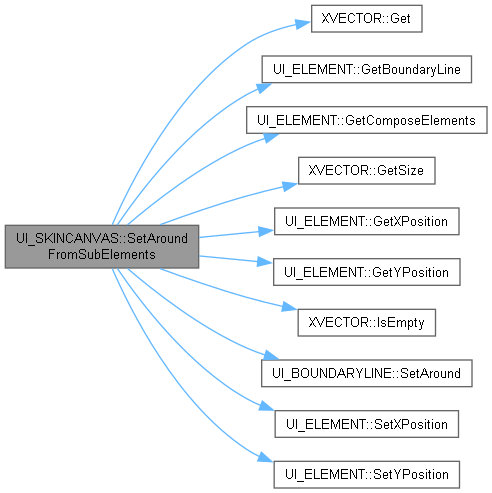 XVECTOR::Get
UI_ELEMENT::GetBoundaryLine
UI_ELEMENT::GetComposeElements
XVECTOR::GetSize
UI_SKINCANVAS::SetAround
FromSubElements
UI_ELEMENT::GetXPosition
UI_ELEMENT::GetYPosition
XVECTOR::IsEmpty
UI_BOUNDARYLINE::SetAround
UI_ELEMENT::SetXPosition
UI_ELEMENT::SetYPosition